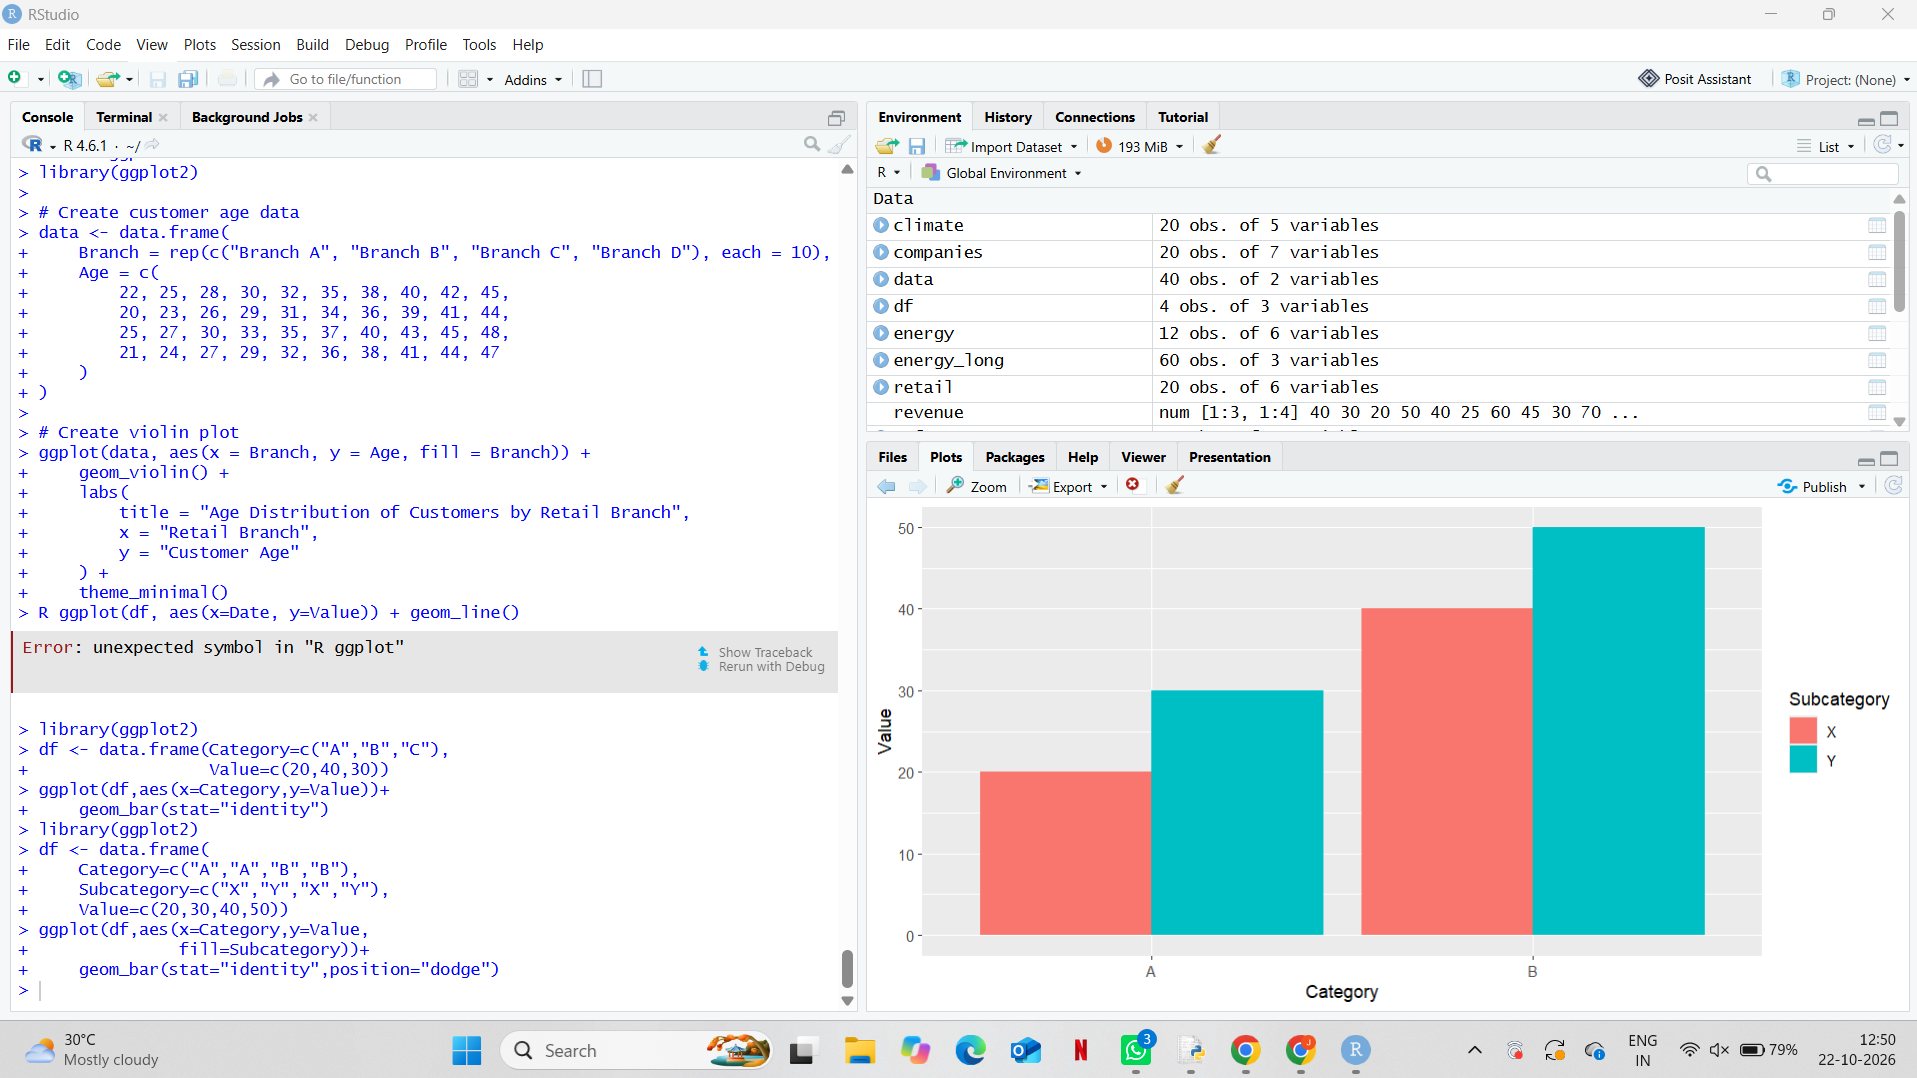 RStudio
File Edit Code View Plots Session Build Debug Profile Tools Help
Go to file/function
Addins
Posit Assistant
Project: (None)
Console Terminal Background Jobs
R 4.6.1 · ~/
> library(ggplot2)
>
> # Create customer age data
> data <- data.frame(
+     Branch = rep(c("Branch A", "Branch B", "Branch C", "Branch D"), each = 10),
+     Age = c(
+         22, 25, 28, 30, 32, 35, 38, 40, 42, 45,
+         20, 23, 26, 29, 31, 34, 36, 39, 41, 44,
+         25, 27, 30, 33, 35, 37, 40, 43, 45, 48,
+         21, 24, 27, 29, 32, 36, 38, 41, 44, 47
+     )
+ )
>
> # Create violin plot
> ggplot(data, aes(x = Branch, y = Age, fill = Branch)) +
+     geom_violin() +
+     labs(
+         title = "Age Distribution of Customers by Retail Branch",
+         x = "Retail Branch",
+         y = "Customer Age"
+     ) +
+     theme_minimal()
> R ggplot(df, aes(x=Date, y=Value)) + geom_line()
Error: unexpected symbol in "R ggplot"
Show Traceback
Rerun with Debug
> library(ggplot2)
> df <- data.frame(Category=c("A","B","C"),
+                  Value=c(20,40,30))
> ggplot(df,aes(x=Category,y=Value))+
+     geom_bar(stat="identity")
> library(ggplot2)
> df <- data.frame(
+     Category=c("A","A","B","B"),
+     Subcategory=c("X","Y","X","Y"),
+     Value=c(20,30,40,50))
> ggplot(df,aes(x=Category,y=Value,
+               fill=Subcategory))+
+     geom_bar(stat="identity",position="dodge")
>
Environment History Connections Tutorial
Import Dataset
193 MiB
List
R
Global Environment
Data
climate 20 obs. of 5 variables
companies 20 obs. of 7 variables
data 40 obs. of 2 variables
df 4 obs. of 3 variables
energy 12 obs. of 6 variables
energy_long 60 obs. of 3 variables
retail 20 obs. of 6 variables
revenue num [1:3, 1:4] 40 30 20 50 40 25 60 45 30 70 ...
Files Plots Packages Help Viewer Presentation
Zoom
Export
Publish
50
40
30
20
10
0
Value
A
B
Category
Subcategory
X
Y
30°C
Mostly cloudy
Search
3
ENG
IN
79%
12:50
22-10-2026